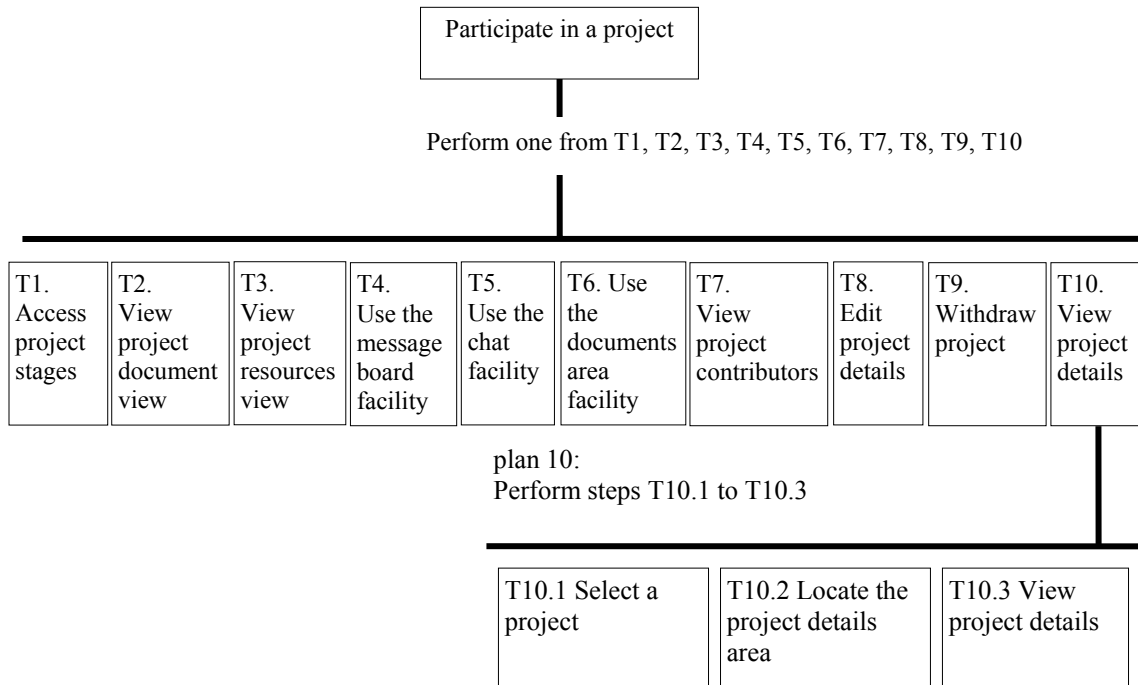 Participate in a project
Perform one from T1, T2, T3, T4, T5, T6, T7, T8, T9, T10
T1.
Access
project
stages
T2.
View
project
document
view
T3.
View
project
resources
view
T4.
Use the
message
board
facility
T5.
Use the
chat
facility
T6. Use
the
documents
area
facility
T7.
View
project
contributors
T8.
Edit
project
details
T9.
Withdraw
project
T10.
View
project
details
plan 10:
Perform steps T10.1 to T10.3
T10.1 Select a
project
T10.2 Locate the
project details
area
T10.3 View
project details